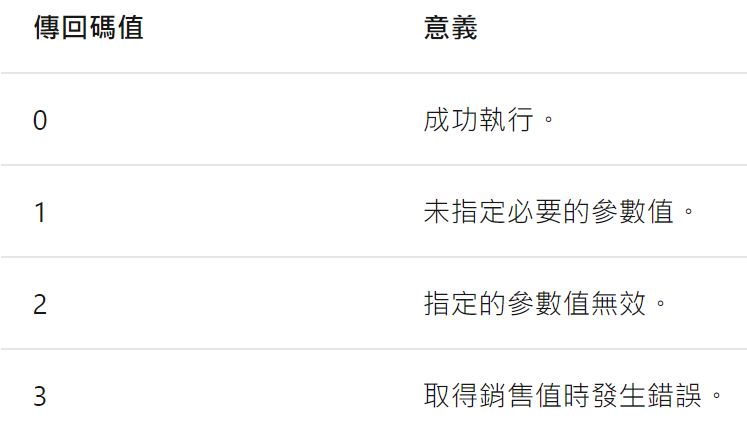 傳回碼值 意義
0 成功執行。
1 未指定必要的參數值。
2 指定的參數值無效。
3 取得銷售值時發生錯誤。